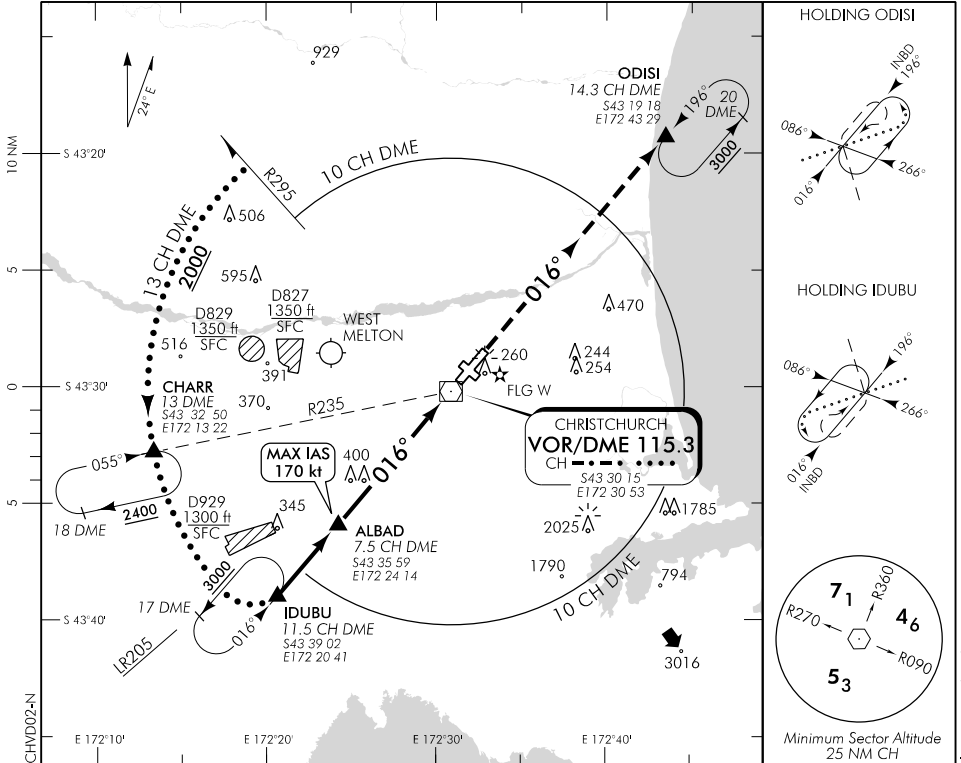 929
ODISI
14.3 CH DME
S43 19 18
E172 43 29
196°
20
DME
3000
24° E
10 NM
S 43°20'
R295
10 CH DME
13 CH DME
2000
506
595
D829
1350 ft
SFC
D827
1350 ft
SFC
WEST
MELTON
516
391
370
5
016°
470
260
244
254
FLG W
0
S 43°30'
CHARR
13 DME
S43 32 50
E172 13 22
R235
055°
2400
18 DME
MAX IAS
170 kt
400
016°
CHRISTCHURCH
VOR/DME 115.3
CH
S43 30 15
E172 30 53
5
D929
1300 ft
SFC
345
ALBAD
7.5 CH DME
S43 35 59
E172 24 14
2025
1785
1790
794
10 CH DME
3016
17 DME
3000
016°
LR205
IDUBU
11.5 CH DME
S43 39 02
E172 20 41
S 43°40'
E 172°10'
E 172°20'
E 172°30'
E 172°40'
CHVD02-N
HOLDING ODISI
INBD
196°
086°
266°
016°
HOLDING IDUBU
086°
196°
266°
016°
INBD
71
R360
46
R270
R090
53
Minimum Sector Altitude
25 NM CH